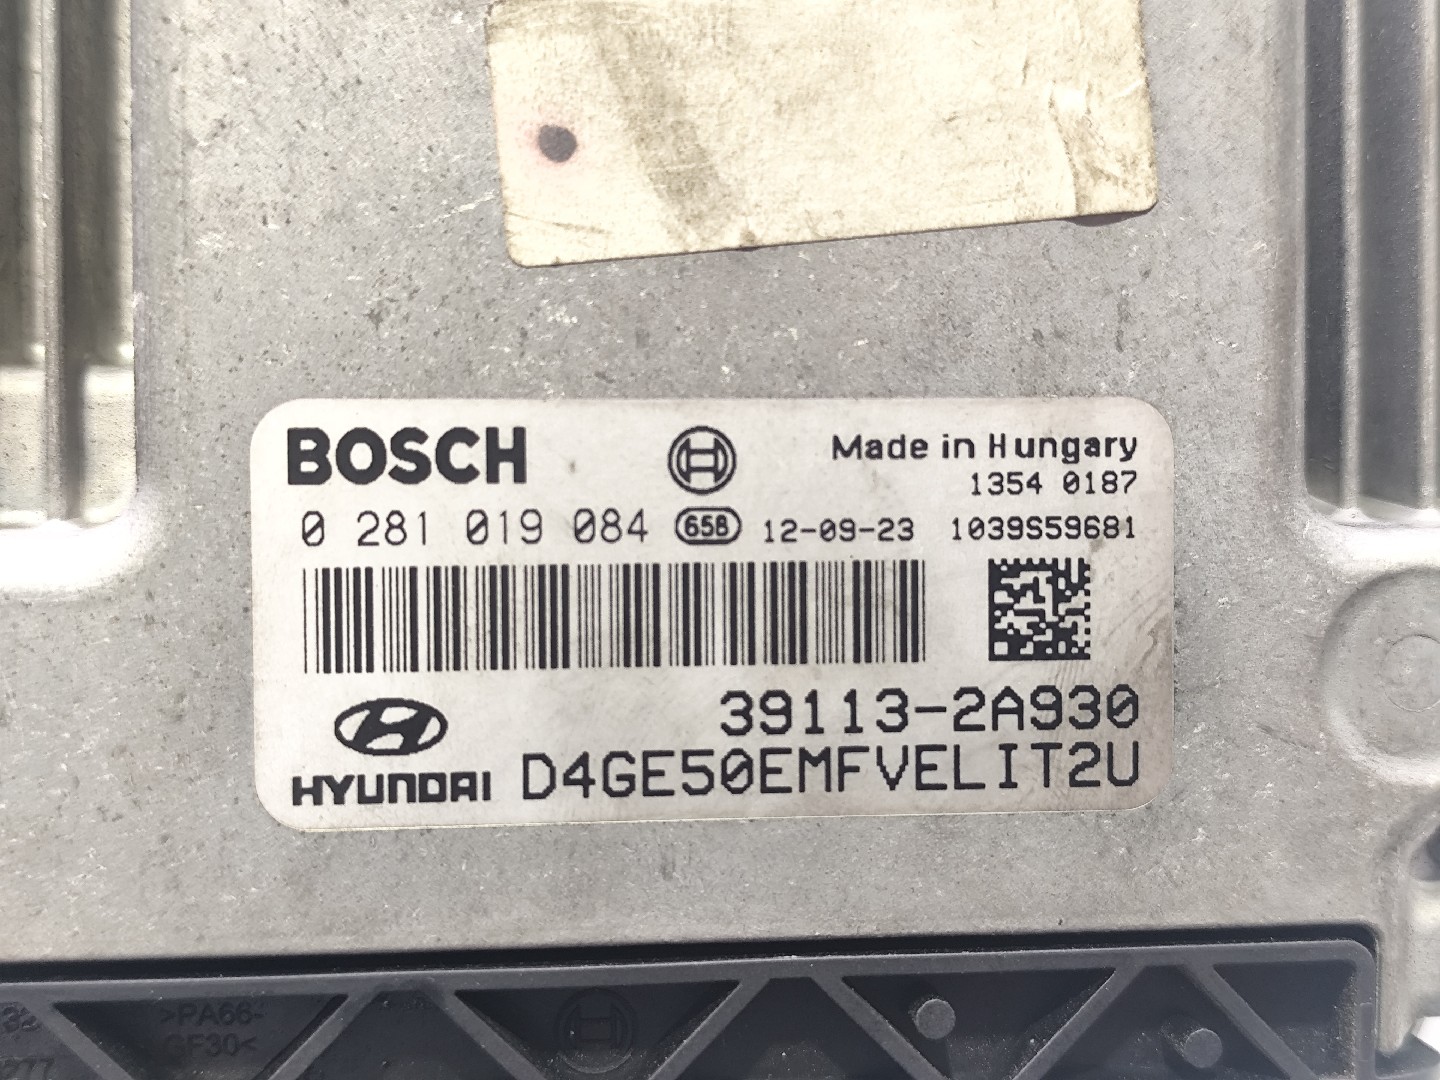 BOSCH
Made in Hungary
1354 0187
0 281 019 084 658 12-09-23 1039S59681
39113-2A930
HYUNDAI D4GE50EMFVELIT2U
>PA66-
GF30<